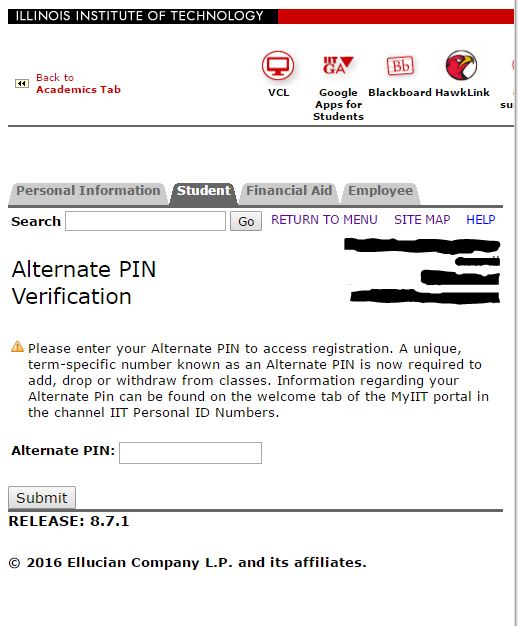 ILLINOIS INSTITUTE OF TECHNOLOGY
Back to
Academics Tab
VCL
IIT
GA
Google
Apps for
Students
Bb
Blackboard
HawkLink
su
Personal Information
Student
Financial Aid
Employee
Search
Go
RETURN TO MENU
SITE MAP
HELP
Alternate PIN
Verification
Please enter your Alternate PIN to access registration. A unique,
term-specific number known as an Alternate PIN is now required to
add, drop or withdraw from classes. Information regarding your
Alternate Pin can be found on the welcome tab of the MyIIT portal in
the channel IIT Personal ID Numbers.
Alternate PIN:
Submit
RELEASE: 8.7.1
© 2016 Ellucian Company L.P. and its affiliates.